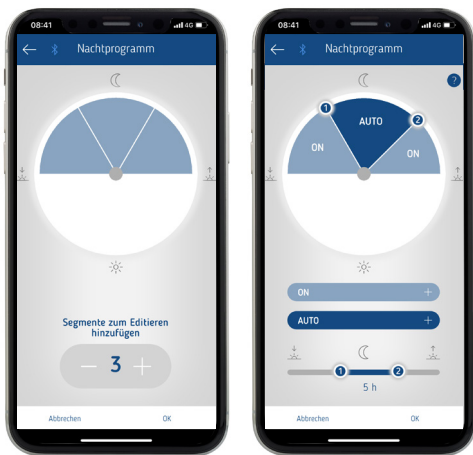 08:41
4G
Nachtprogramm
Segmente zum Editieren
hinzufügen
3
Abbrechen
OK
08:41
4G
Nachtprogramm
?
1
AUTO
2
ON
ON
ON
AUTO
1
2
5 h
Abbrechen
OK